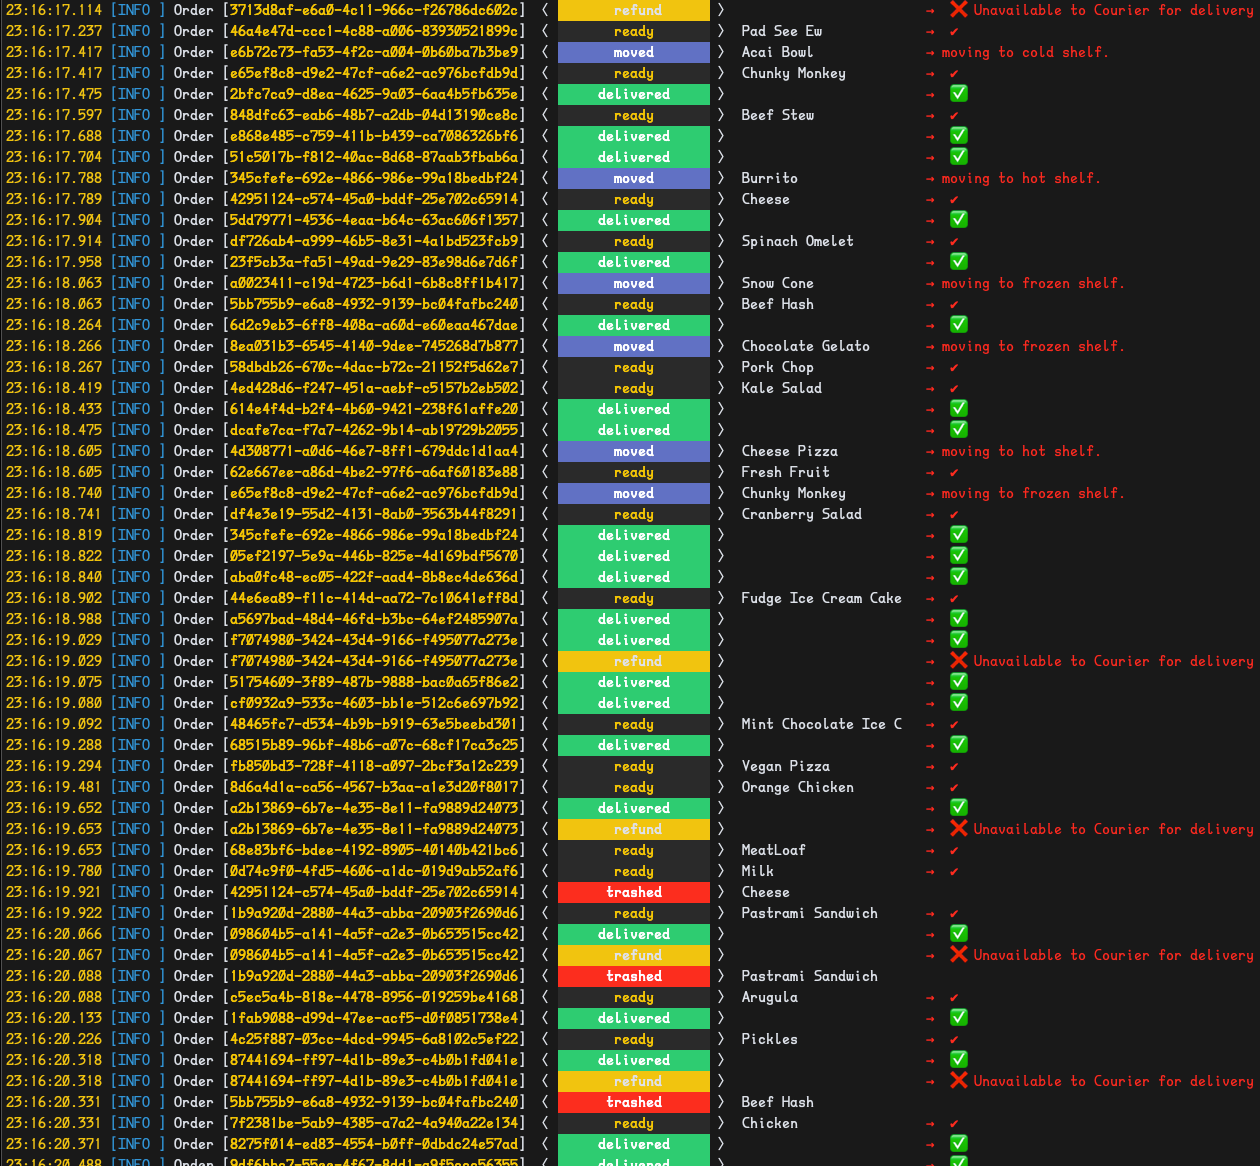 23:16:17.114 [INFO ] Order [3713d8af-e6a0-4c11-966c-f26786dc602c] ⟨ refund ⟩ → ❌ Unavailable to Courier for delivery
23:16:17.237 [INFO ] Order [46a4e47d-ccc1-4c88-a006-83930521899c] ⟨ ready ⟩ Pad See Ew → ✔
23:16:17.417 [INFO ] Order [e6b72c73-fa53-4f2c-a004-0b60ba7b3be9] ⟨ moved ⟩ Acai Bowl → moving to cold shelf.
23:16:17.417 [INFO ] Order [e65ef8c8-d9e2-47cf-a6e2-ac976bcfdb9d] ⟨ ready ⟩ Chunky Monkey → ✔
23:16:17.475 [INFO ] Order [2bfc7ca9-d8ea-4625-9a03-6aa4b5fb635e] ⟨ delivered ⟩ → ✅
23:16:17.597 [INFO ] Order [848dfc63-eab6-48b7-a2db-04d13190ce8c] ⟨ ready ⟩ Beef Stew → ✔
23:16:17.688 [INFO ] Order [e868e485-c759-411b-b439-ca7086326bf6] ⟨ delivered ⟩ → ✅
23:16:17.704 [INFO ] Order [51c5017b-f812-40ac-8d68-87aab3fbab6a] ⟨ delivered ⟩ → ✅
23:16:17.788 [INFO ] Order [345cfefe-692e-4866-986e-99a18bedbf24] ⟨ moved ⟩ Burrito → moving to hot shelf.
23:16:17.789 [INFO ] Order [42951124-c574-45a0-bddf-25e702c65914] ⟨ ready ⟩ Cheese → ✔
23:16:17.904 [INFO ] Order [5dd79771-4536-4eaa-b64c-63ac606f1357] ⟨ delivered ⟩ → ✅
23:16:17.914 [INFO ] Order [df726ab4-a999-46b5-8e31-4a1bd523fcb9] ⟨ ready ⟩ Spinach Omelet → ✔
23:16:17.958 [INFO ] Order [23f5cb3a-fa51-49ad-9e29-83e98d6e7d6f] ⟨ delivered ⟩ → ✅
23:16:18.063 [INFO ] Order [a0023411-c19d-4723-b6d1-6b8c8ff1b417] ⟨ moved ⟩ Snow Cone → moving to frozen shelf.
23:16:18.063 [INFO ] Order [5bb755b9-e6a8-4932-9139-bc04fafbc240] ⟨ ready ⟩ Beef Hash → ✔
23:16:18.264 [INFO ] Order [6d2c9eb3-6ff8-408a-a60d-e60eaa467dae] ⟨ delivered ⟩ → ✅
23:16:18.266 [INFO ] Order [8ea031b3-6545-4140-9dee-745268d7b877] ⟨ moved ⟩ Chocolate Gelato → moving to frozen shelf.
23:16:18.267 [INFO ] Order [58dbdb26-670c-4dac-b72c-21152f5d62e7] ⟨ ready ⟩ Pork Chop → ✔
23:16:18.419 [INFO ] Order [4ed428d6-f247-451a-aebf-c5157b2eb502] ⟨ ready ⟩ Kale Salad → ✔
23:16:18.433 [INFO ] Order [614e4f4d-b2f4-4b60-9421-238f61affe20] ⟨ delivered ⟩ → ✅
23:16:18.475 [INFO ] Order [dcafe7ca-f7a7-4262-9b14-ab19729b2055] ⟨ delivered ⟩ → ✅
23:16:18.605 [INFO ] Order [4d308771-a0d6-46e7-8ff1-679ddc1d1aa4] ⟨ moved ⟩ Cheese Pizza → moving to hot shelf.
23:16:18.605 [INFO ] Order [62e667ee-a86d-4be2-97f6-a6af60183e88] ⟨ ready ⟩ Fresh Fruit → ✔
23:16:18.740 [INFO ] Order [e65ef8c8-d9e2-47cf-a6e2-ac976bcfdb9d] ⟨ moved ⟩ Chunky Monkey → moving to frozen shelf.
23:16:18.741 [INFO ] Order [df4e3e19-55d2-4131-8ab0-3563b44f8291] ⟨ ready ⟩ Cranberry Salad → ✔
23:16:18.819 [INFO ] Order [345cfefe-692e-4866-986e-99a18bedbf24] ⟨ delivered ⟩ → ✅
23:16:18.822 [INFO ] Order [05ef2197-5e9a-446b-825e-4d169bdf5670] ⟨ delivered ⟩ → ✅
23:16:18.840 [INFO ] Order [aba0fc48-ec05-422f-aad4-8b8ec4de636d] ⟨ delivered ⟩ → ✅
23:16:18.902 [INFO ] Order [44e6ea89-f11c-414d-aa72-7c10641eff8d] ⟨ ready ⟩ Fudge Ice Cream Cake → ✔
23:16:18.988 [INFO ] Order [a5697bad-48d4-46fd-b3bc-64ef2485907a] ⟨ delivered ⟩ → ✅
23:16:19.029 [INFO ] Order [f7074980-3424-43d4-9166-f495077a273e] ⟨ delivered ⟩ → ✅
23:16:19.029 [INFO ] Order [f7074980-3424-43d4-9166-f495077a273e] ⟨ refund ⟩ → ❌ Unavailable to Courier for delivery
23:16:19.075 [INFO ] Order [51754609-3f89-487b-9888-bac0a65f86e2] ⟨ delivered ⟩ → ✅
23:16:19.080 [INFO ] Order [cf0932a9-533c-4603-bb1e-512c6e697b92] ⟨ delivered ⟩ → ✅
23:16:19.092 [INFO ] Order [48465fc7-d534-4b9b-b919-63e5beebd301] ⟨ ready ⟩ Mint Chocolate Ice C → ✔
23:16:19.288 [INFO ] Order [68515b89-96bf-48b6-a07c-68cf17ca3c25] ⟨ delivered ⟩ → ✅
23:16:19.294 [INFO ] Order [fb850bd3-728f-4118-a097-2bcf3a12c239] ⟨ ready ⟩ Vegan Pizza → ✔
23:16:19.481 [INFO ] Order [8d6a4d1a-ca56-4567-b3aa-a1e3d20f8017] ⟨ ready ⟩ Orange Chicken → ✔
23:16:19.652 [INFO ] Order [a2b13869-6b7e-4e35-8e11-fa9889d24073] ⟨ delivered ⟩ → ✅
23:16:19.653 [INFO ] Order [a2b13869-6b7e-4e35-8e11-fa9889d24073] ⟨ refund ⟩ → ❌ Unavailable to Courier for delivery
23:16:19.653 [INFO ] Order [68e83bf6-bdee-4192-8905-40140b421bc6] ⟨ ready ⟩ MeatLoaf → ✔
23:16:19.780 [INFO ] Order [0d74c9f0-4fd5-4606-a1dc-019d9ab52af6] ⟨ ready ⟩ Milk → ✔
23:16:19.921 [INFO ] Order [42951124-c574-45a0-bddf-25e702c65914] ⟨ trashed ⟩ Cheese
23:16:19.922 [INFO ] Order [1b9a920d-2880-44a3-abba-20903f2690d6] ⟨ ready ⟩ Pastrami Sandwich → ✔
23:16:20.066 [INFO ] Order [098604b5-a141-4a5f-a2e3-0b653515cc42] ⟨ delivered ⟩ → ✅
23:16:20.067 [INFO ] Order [098604b5-a141-4a5f-a2e3-0b653515cc42] ⟨ refund ⟩ → ❌ Unavailable to Courier for delivery
23:16:20.088 [INFO ] Order [1b9a920d-2880-44a3-abba-20903f2690d6] ⟨ trashed ⟩ Pastrami Sandwich
23:16:20.088 [INFO ] Order [c5ec5a4b-818e-4478-8956-019259be4168] ⟨ ready ⟩ Arugula → ✔
23:16:20.133 [INFO ] Order [1fab9088-d99d-47ee-acf5-d0f0851738e4] ⟨ delivered ⟩ → ✅
23:16:20.226 [INFO ] Order [4c25f887-03cc-4dcd-9945-6a8102c5ef22] ⟨ ready ⟩ Pickles → ✔
23:16:20.318 [INFO ] Order [87441694-ff97-4d1b-89e3-c4b0b1fd041e] ⟨ delivered ⟩ → ✅
23:16:20.318 [INFO ] Order [87441694-ff97-4d1b-89e3-c4b0b1fd041e] ⟨ refund ⟩ → ❌ Unavailable to Courier for delivery
23:16:20.331 [INFO ] Order [5bb755b9-e6a8-4932-9139-bc04fafbc240] ⟨ trashed ⟩ Beef Hash
23:16:20.331 [INFO ] Order [7f2381be-5ab9-4385-a7a2-4a940a22e134] ⟨ ready ⟩ Chicken → ✔
23:16:20.371 [INFO ] Order [8275f014-ed83-4554-b0ff-0dbdc24e57ad] ⟨ delivered ⟩ → ✅
23:16:20.488 [INFO ] Order ⟨ delivered ⟩ → ✅